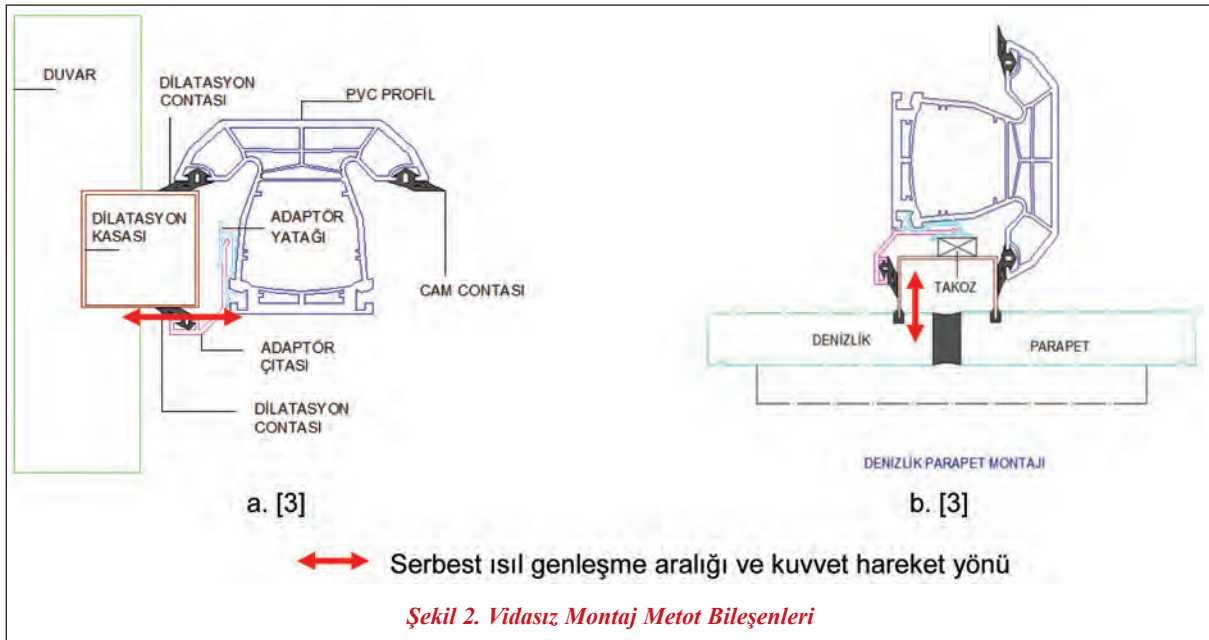 DUVAR
DİLATASYON
CONTASI
PVC PROFİL
DİLATASYON
KASASI
ADAPTÖR
YATAĞI
CAM CONTASI
ADAPTÖR
ÇITASI
DİLATASYON
CONTASI
a. [3]
TAKOZ
DENİZLİK
PARAPET
DENİZLİK PARAPET MONTAJI
b. [3]
Serbest ısıl genleşme aralığı ve kuvvet hareket yönü
Şekil 2. Vidasız Montaj Metot Bileşenleri